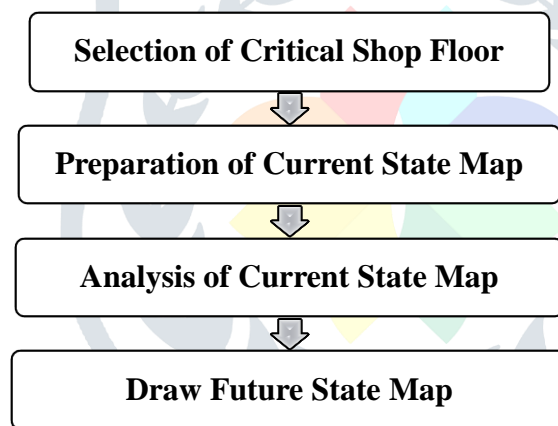 Selection of Critical Shop Floor
Preparation of Current State Map
Analysis of Current State Map
Draw Future State Map